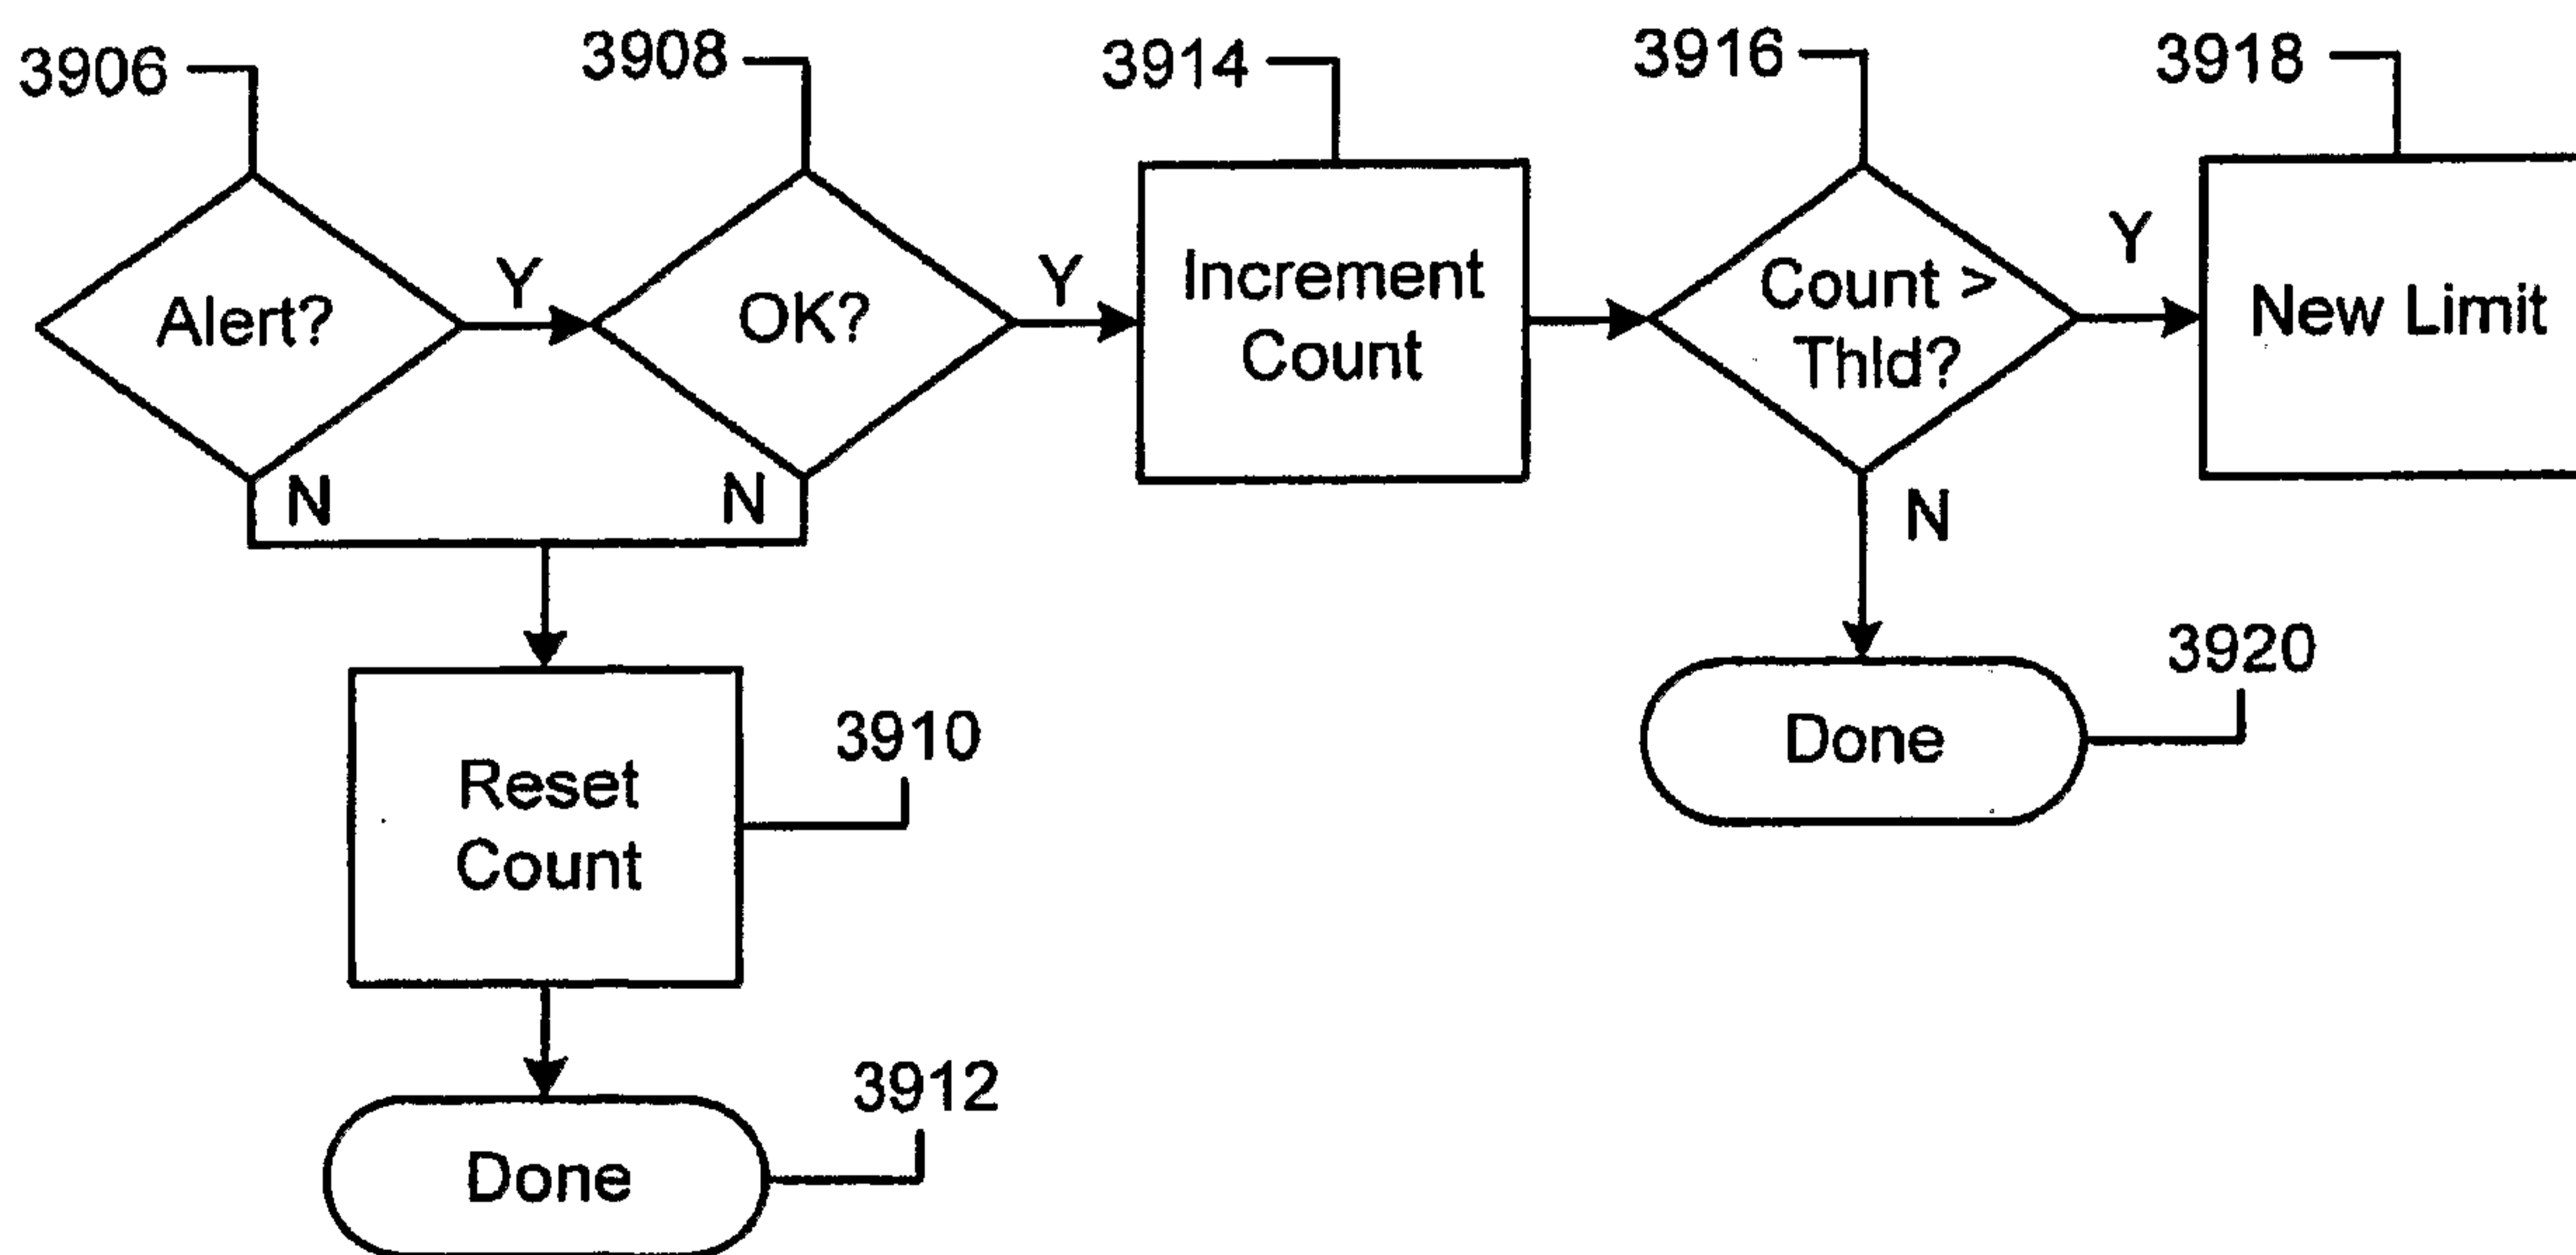 3906
3908
3914
3916
3918
Alert?
Y
OK?
Y
Increment
Count
Count >
Thld?
Y
New Limit
N
N
N
Reset
Count
3910
Done
3920
Done
3912